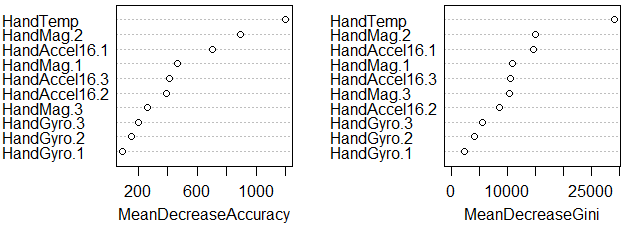 HandTemp
HandMag.2
HandAccel16.1
HandMag.1
HandAccel16.3
HandAccel16.2
HandMag.3
HandGyro.3
HandGyro.2
HandGyro.1
200 600 1000
MeanDecreaseAccuracy
HandTemp
HandMag.2
HandAccel16.1
HandMag.1
HandAccel16.3
HandMag.3
HandAccel16.2
HandGyro.3
HandGyro.2
HandGyro.1
0 10000 25000
MeanDecreaseGini